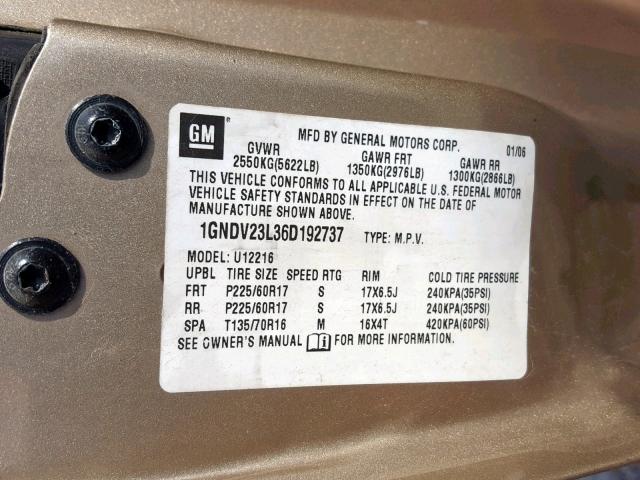 GM ® MFD BY GENERAL MOTORS CORP. 01/06
GVWR GAWR FRT GAWR RR
2550KG(5622LB) 1350KG(2976LB) 1300KG(2866LB)
THIS VEHICLE CONFORMS TO ALL APPLICABLE U.S. FEDERAL MOTOR
VEHICLE SAFETY STANDARDS IN EFFECT ON THE DATE OF
MANUFACTURE SHOWN ABOVE.
1GNDV23L36D192737 TYPE: M.P.V.
MODEL: U12216
UPBL TIRE SIZE SPEED RTG RIM COLD TIRE PRESSURE
FRT P225/60R17 S 17X6.5J 240KPA(35PSI)
RR P225/60R17 S 17X6.5J 240KPA(35PSI)
SPA T135/70R16 M 16X4T 420KPA(60PSI)
SEE OWNER'S MANUAL i FOR MORE INFORMATION.